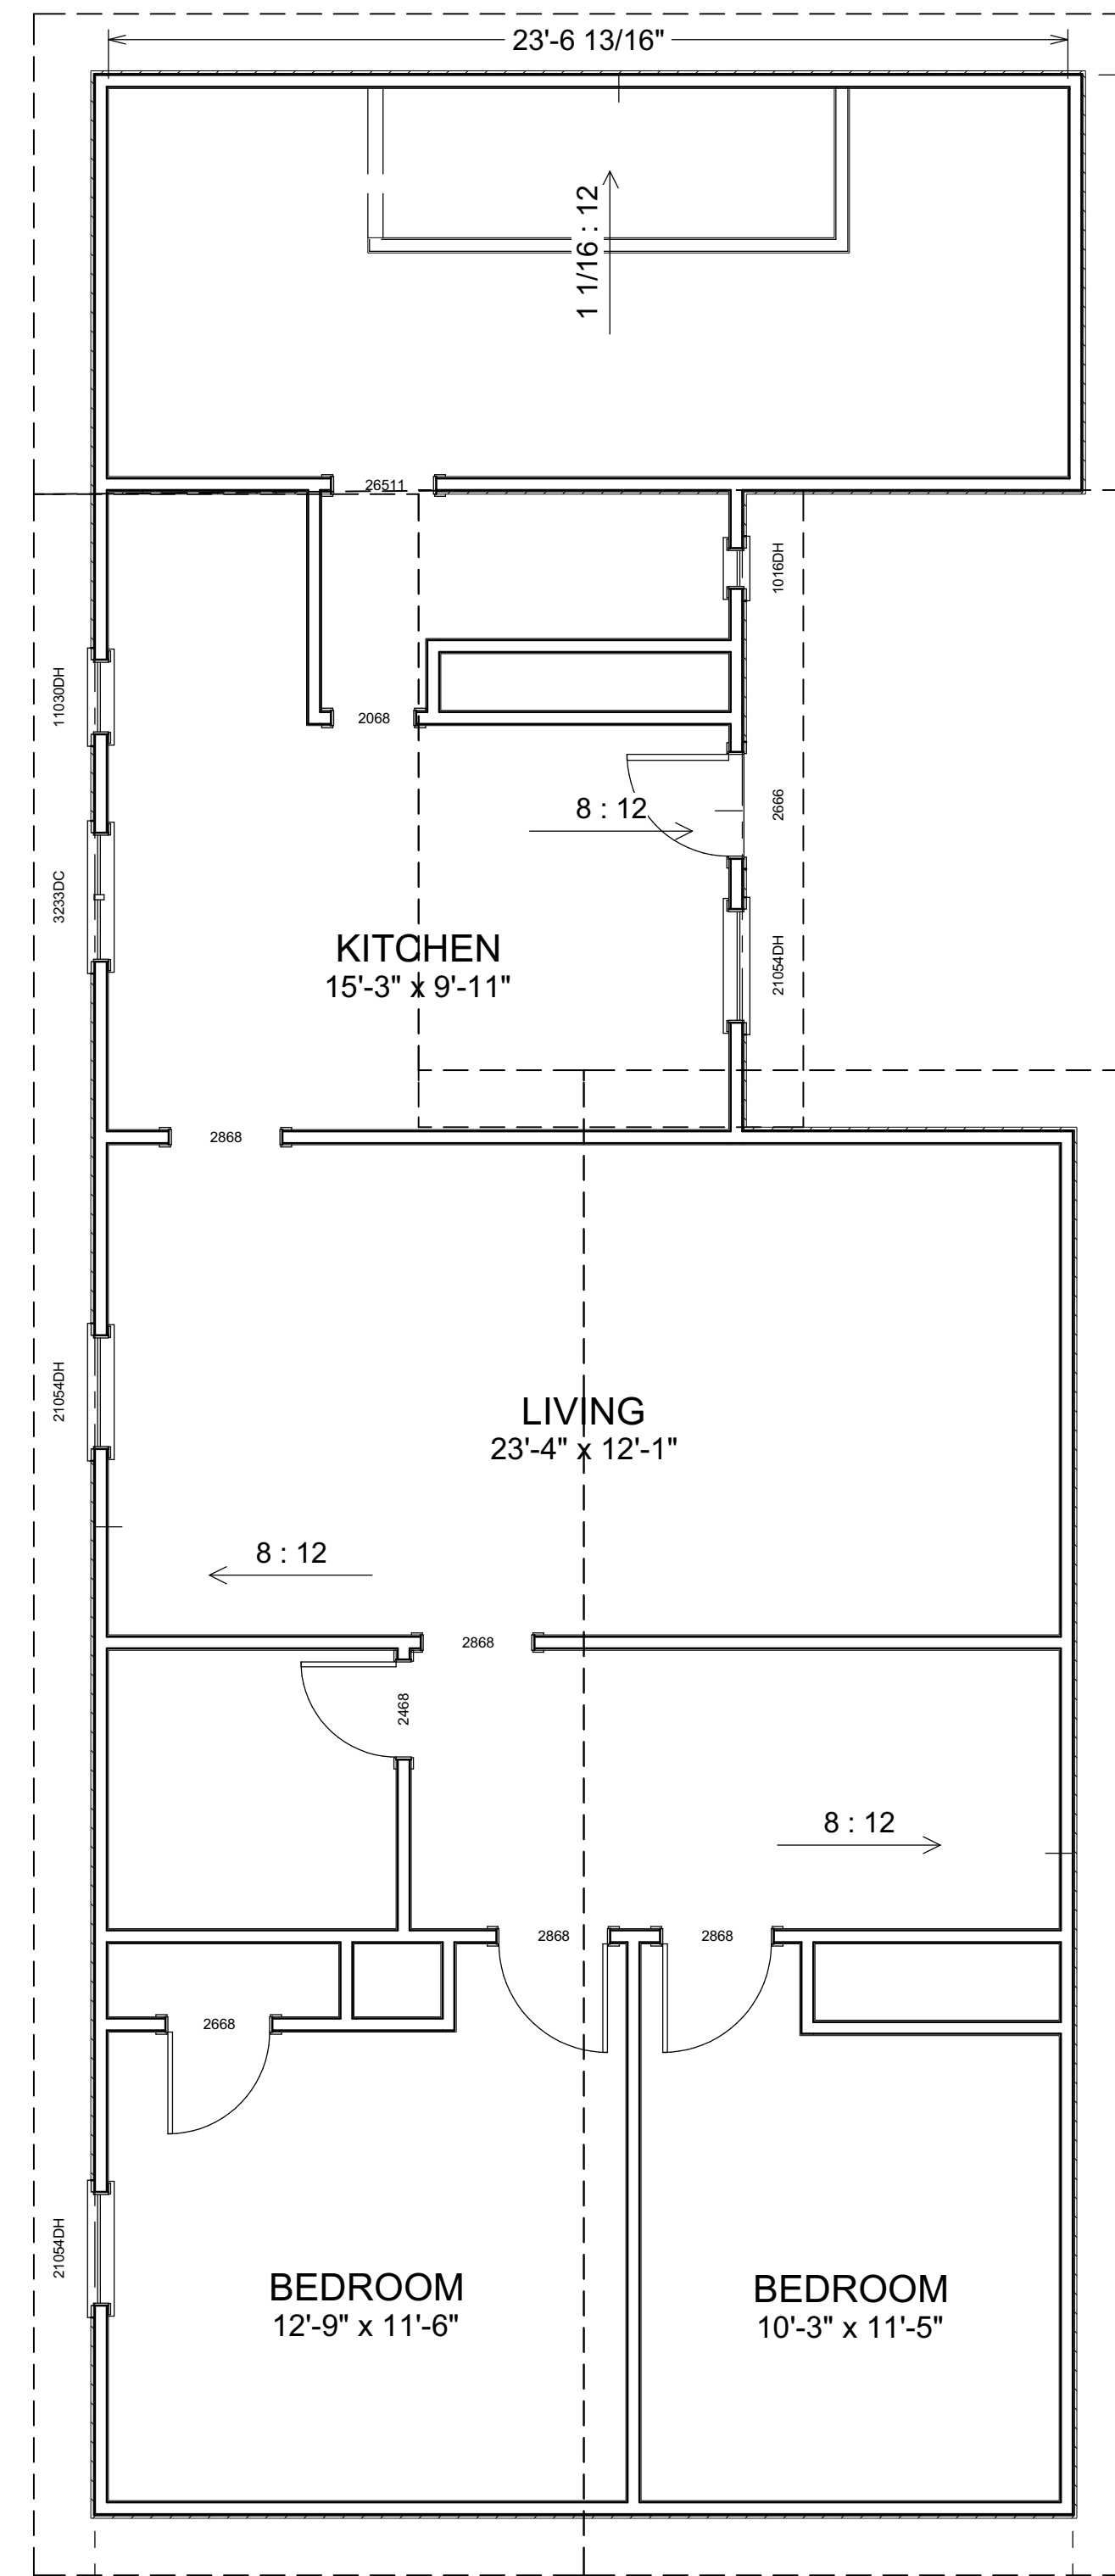 23'-6 13/16"
1 1/16 : 12
26511
1016DH
11030DH
2068
8 : 12
2666
3233DC
KITCHEN
15'-3" x 9'-11"
21054DH
2868
21054DH
LIVING
23'-4" x 12'-1"
8 : 12
2868
2468
8 : 12
2868
2868
2668
21054DH
BEDROOM
12'-9" x 11'-6"
BEDROOM
10'-3" x 11'-5"